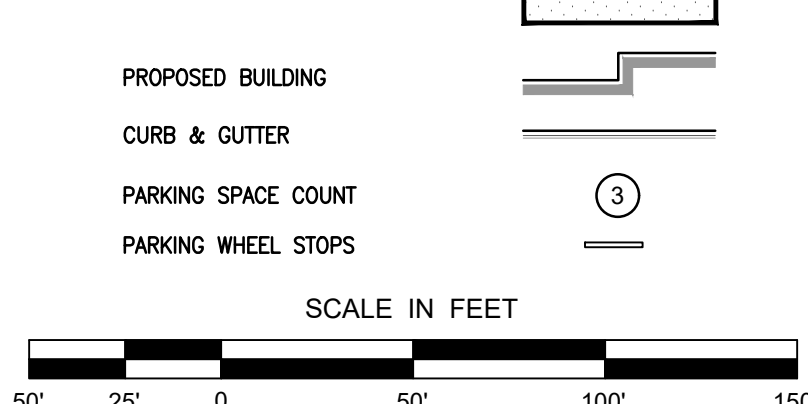 PROPOSED BUILDING
CURB & GUTTER
PARKING SPACE COUNT 3
PARKING WHEEL STOPS
SCALE IN FEET
50' 25' 0 50' 100' 150